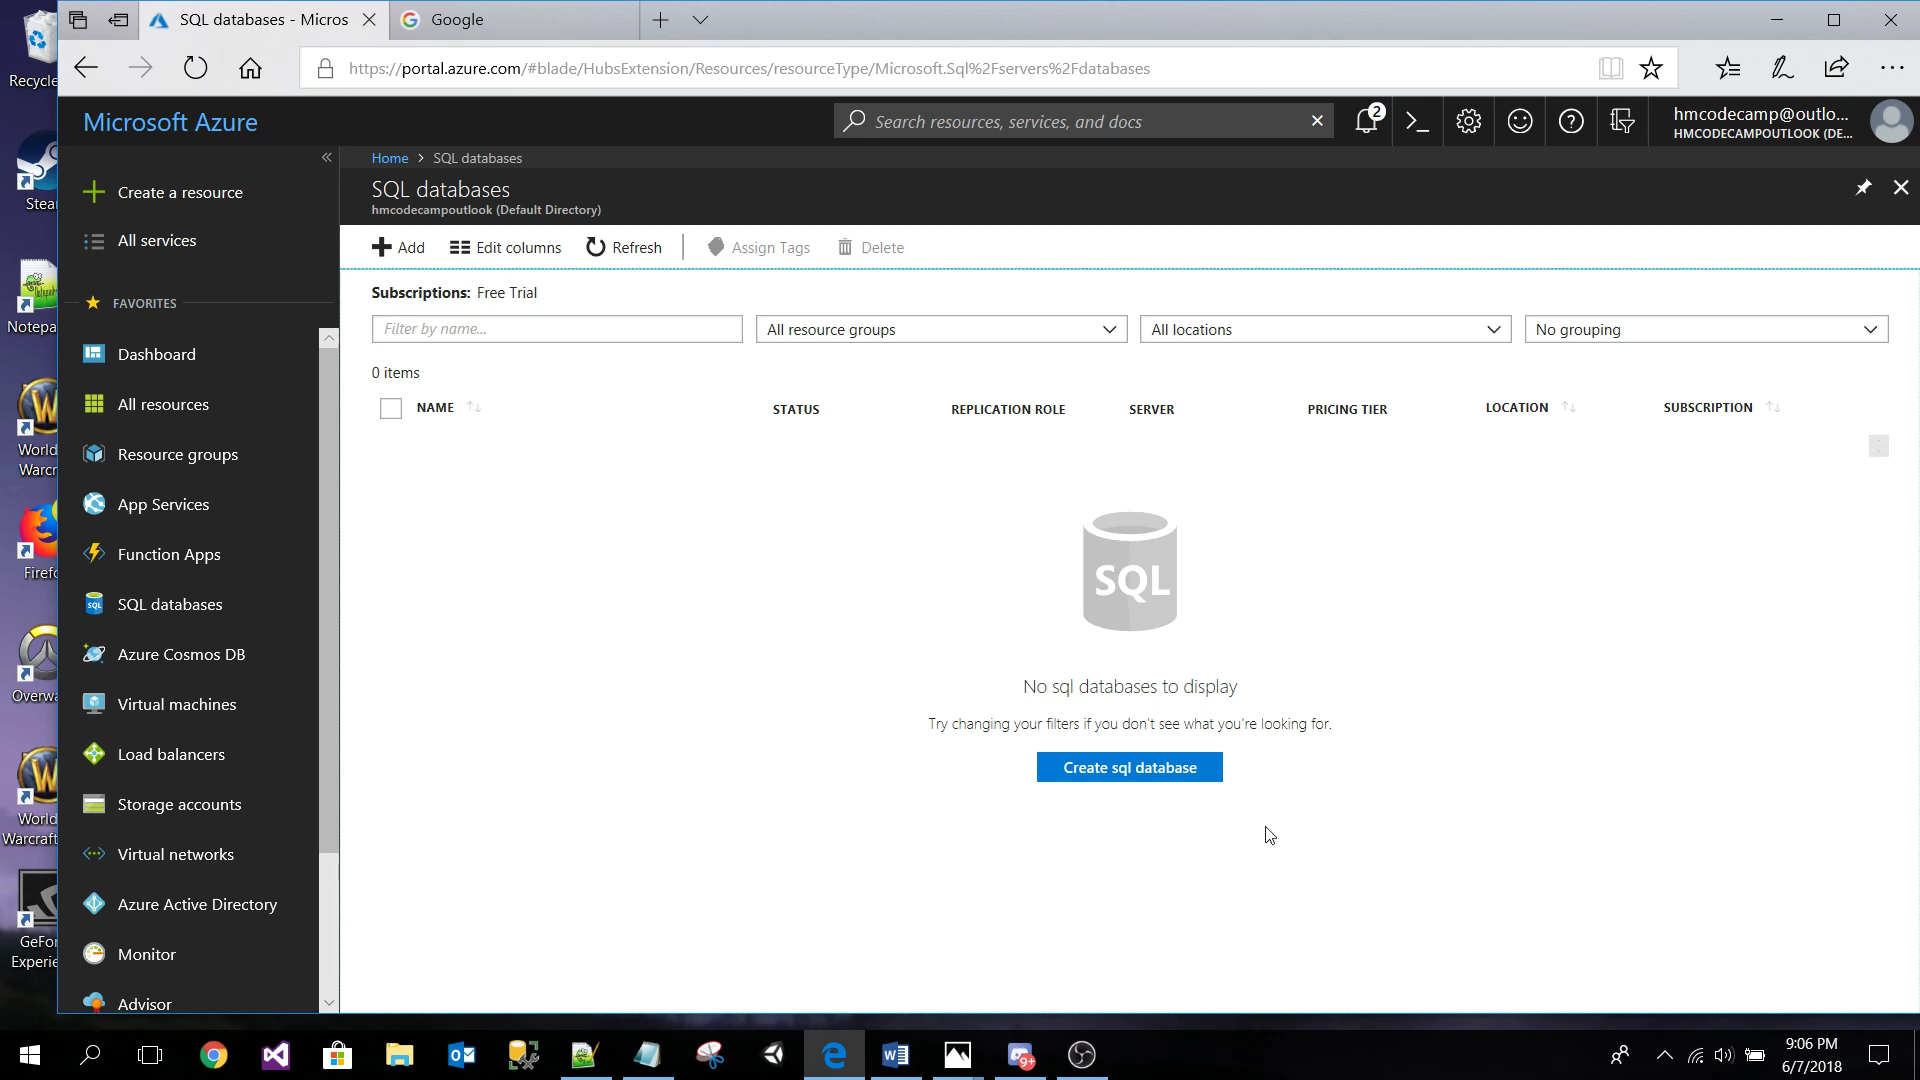 Recycle
Stea
Notepa
World
Warcr
Firefo
Overwa
World
Warcraft
GeFor
Experie
SQL databases - Micros
Google
https://portal.azure.com/#blade/HubsExtension/Resources/resourceType/Microsoft.Sql%2Fservers%2Fdatabases
Microsoft Azure
Search resources, services, and docs
2
hmcodecamp@outlo...
HMCODECAMPOUTLOOK (DE...
Create a resource
All services
FAVORITES
Dashboard
All resources
Resource groups
App Services
Function Apps
SQL
SQL databases
Azure Cosmos DB
Virtual machines
Load balancers
Storage accounts
Virtual networks
Azure Active Directory
Monitor
Advisor
Home > SQL databases
SQL databases
hmcodecampoutlook (Default Directory)
Add
Edit columns
Refresh
Assign Tags
Delete
Subscriptions: Free Trial
Filter by name...
All resource groups
All locations
No grouping
0 items
NAME
STATUS
REPLICATION ROLE
SERVER
PRICING TIER
LOCATION
SUBSCRIPTION
SQL
No sql databases to display
Try changing your filters if you don't see what you're looking for.
Create sql database
9+
9:06 PM
6/7/2018